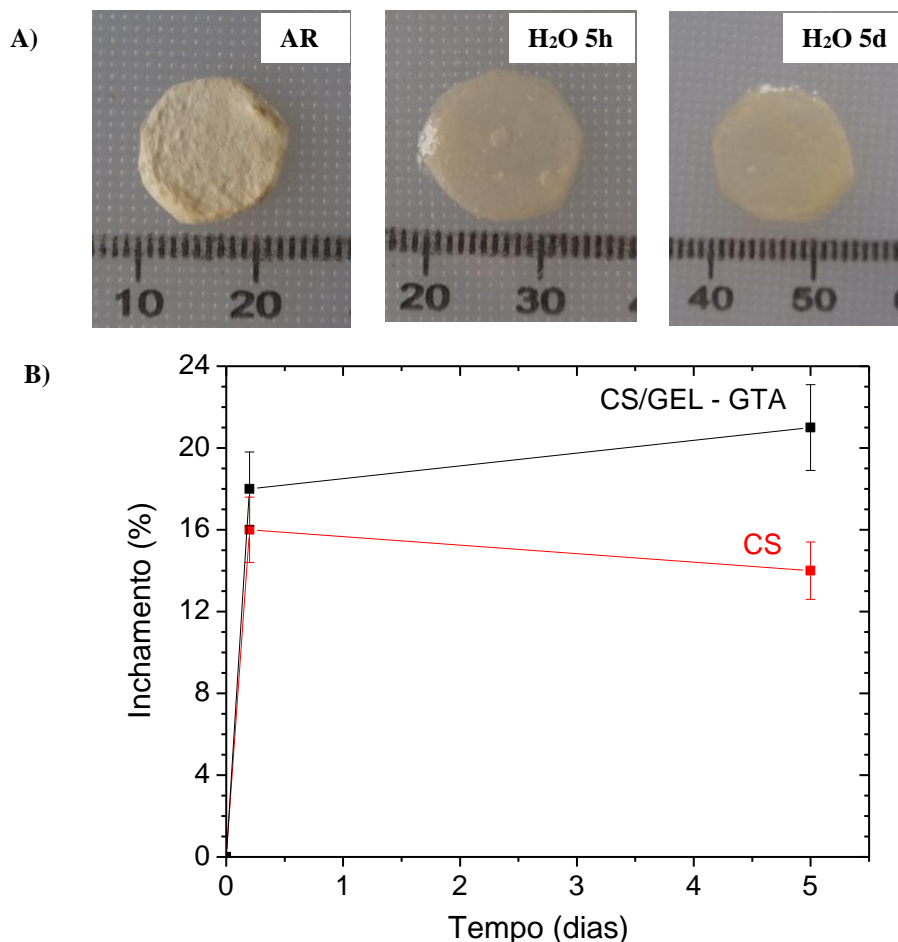 A)
AR
H₂O 5h
H₂O 5d
10 20
20 30
40 50
B)
24
20
16
12
8
4
0
Inchamento (%)
CS/GEL - GTA
CS
0 1 2 3 4 5
Tempo (dias)